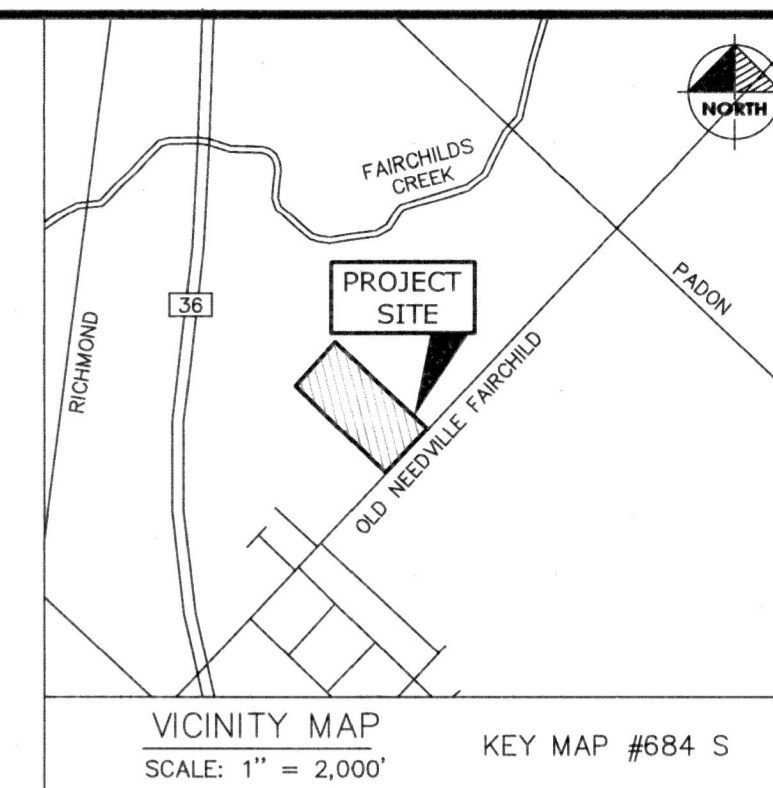 NORTH
FAIRCHILDS
CREEK
PADON
PROJECT
SITE
36
RICHMOND
OLD NEEDVILLE FAIRCHILD
VICINITY MAP
SCALE: 1" = 2,000'
KEY MAP #684 S